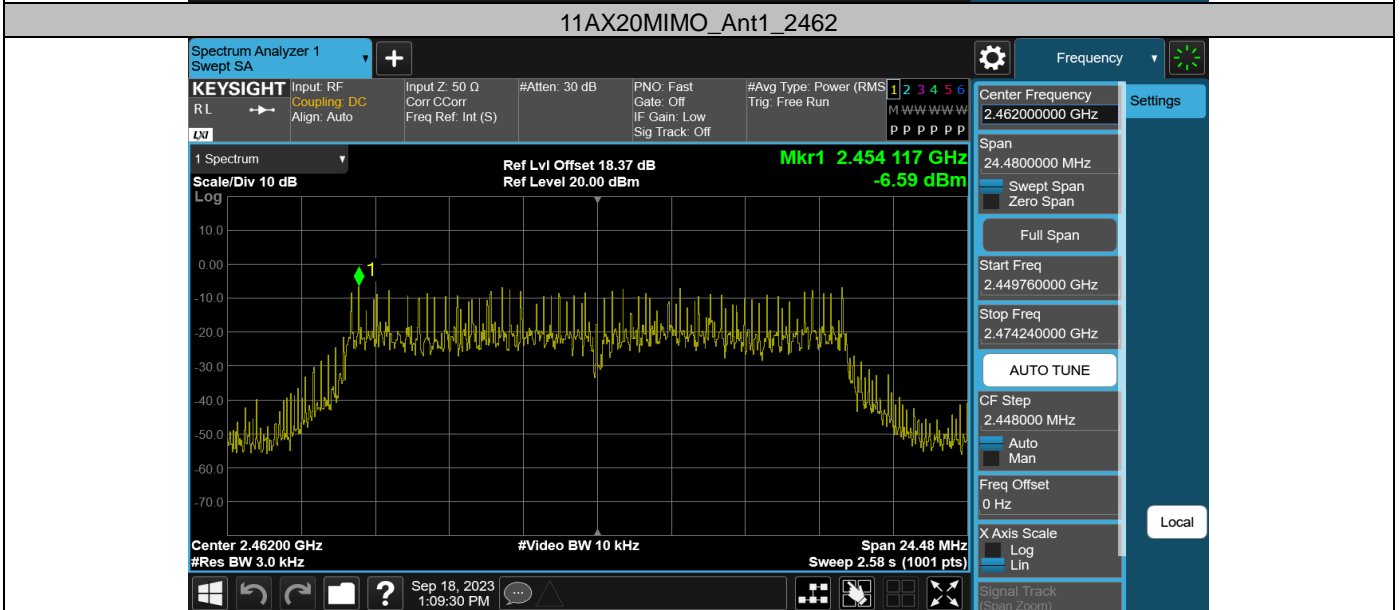 11AX20MIMO_Ant1_2462
Spectrum Analyzer 1
Swept SA
+
Frequency
KEYSIGHT
R L
LXI
Input: RF
Coupling: DC
Align: Auto
Input Z: 50 Ω
Corr CCorr
Freq Ref: Int (S)
#Atten: 30 dB
PNO: Fast
Gate: Off
IF Gain: Low
Sig Track: Off
#Avg Type: Power (RMS
Trig: Free Run
1 2 3 4 5 6
M W W W W W
P P P P P P
1 Spectrum
Scale/Div 10 dB
Log
Ref Lvl Offset 18.37 dB
Ref Level 20.00 dBm
Mkr1 2.454 117 GHz
-6.59 dBm
10.0
0.00
-10.0
-20.0
-30.0
-40.0
-50.0
-60.0
-70.0
1
Center 2.46200 GHz
#Video BW 10 kHz
Span 24.48 MHz
#Res BW 3.0 kHz
Sweep 2.58 s (1001 pts)
Center Frequency
2.462000000 GHz
Settings
Span
24.4800000 MHz
Swept Span
Zero Span
Full Span
Start Freq
2.449760000 GHz
Stop Freq
2.474240000 GHz
AUTO TUNE
CF Step
2.448000 MHz
Auto
Man
Freq Offset
0 Hz
X Axis Scale
Log
Lin
Local
Signal Track
(Span Zoom)
?
Sep 18, 2023
1:09:30 PM